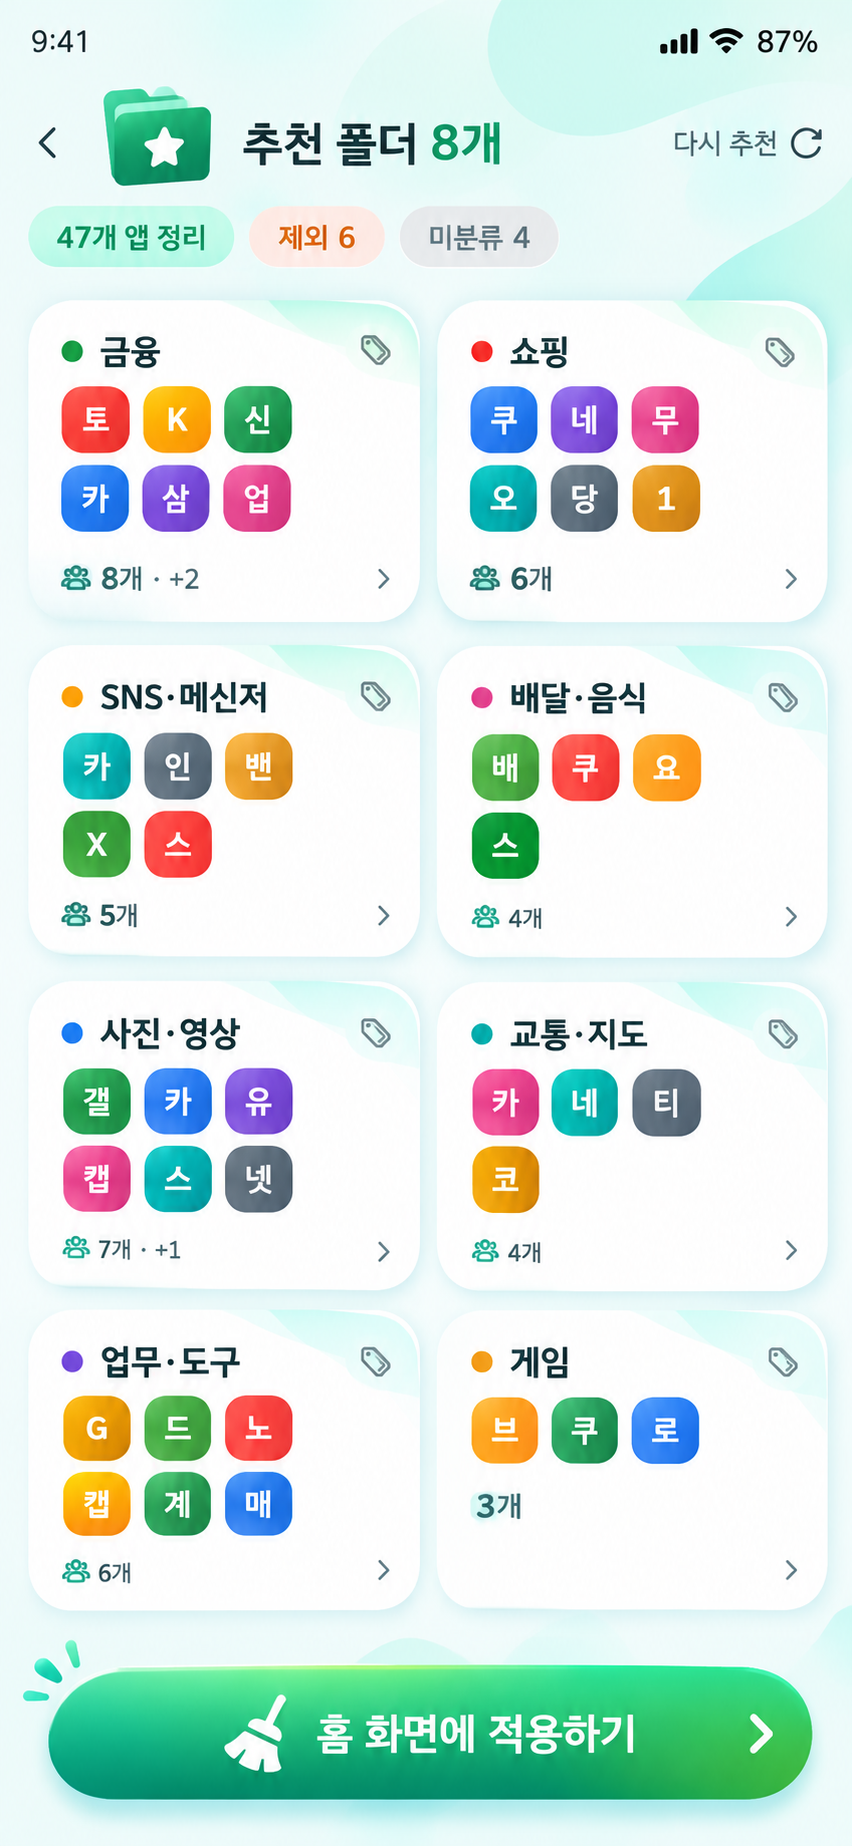 9:41 87%
추천 폴더 8개 다시 추천
47개 앱 정리 제외 6 미분류 4
금융
토 K 신
카 삼 업
8개 · +2
쇼핑
쿠 네 무
오 당 1
6개
SNS·메신저
카 인 밴
X 스
5개
배달·음식
배 쿠 요
스
4개
사진·영상
갤 카 유
캡 스 넷
7개 · +1
교통·지도
카 네 티
코
4개
업무·도구
G 드 노
캡 계 매
6개
게임
브 쿠 로
3개
홈 화면에 적용하기